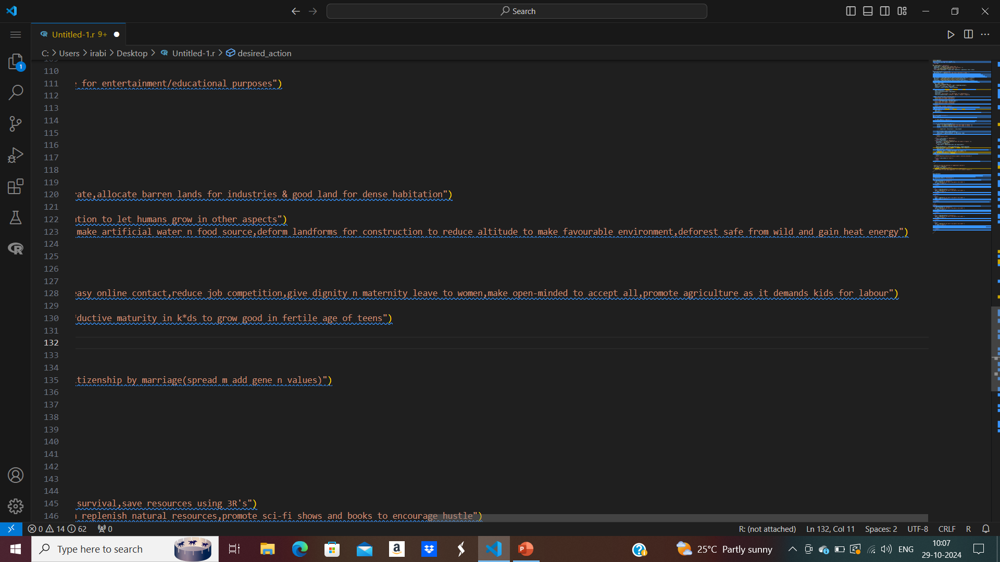 Search
Untitled-1.r 9+
C: > Users > irabi > Desktop > Untitled-1.r > desired_action
110
111 for entertainment/educational purposes")
112
113
114
115
116
117
118
119
120 rate,allocate barren lands for industries & good land for dense habitation")
121
122 ation to let humans grow in other aspects")
123 make artificial water n food source,deform landforms for construction to reduce altitude to make favourable environment,deforest safe from wild and gain heat energy")
124
125
126
127
128 easy online contact,reduce job competition,give dignity n maternity leave to women,make open-minded to accept all,promote agriculture as it demands kids for labour")
129
130 ductive maturity in k*ds to grow good in fertile age of teens")
131
132
133
134
135 tizenship by marriage(spread m add gene n values)")
136
137
138
139
140
141
142
143
144
145 survival,save resources using 3R's")
146 replenish natural resources,promote sci-fi shows and books to encourage hustle")
0 14 62 0 R: (not attached) Ln 132, Col 11 Spaces: 2 UTF-8 CRLF R
Type here to search 25°C Partly sunny ENG 10:07
29-10-2024